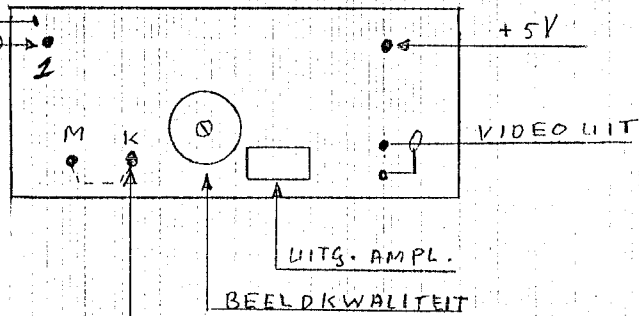 +5V
1
M K
VIDEO UIT
UITG. AMPL.
BEELDKWALITEIT